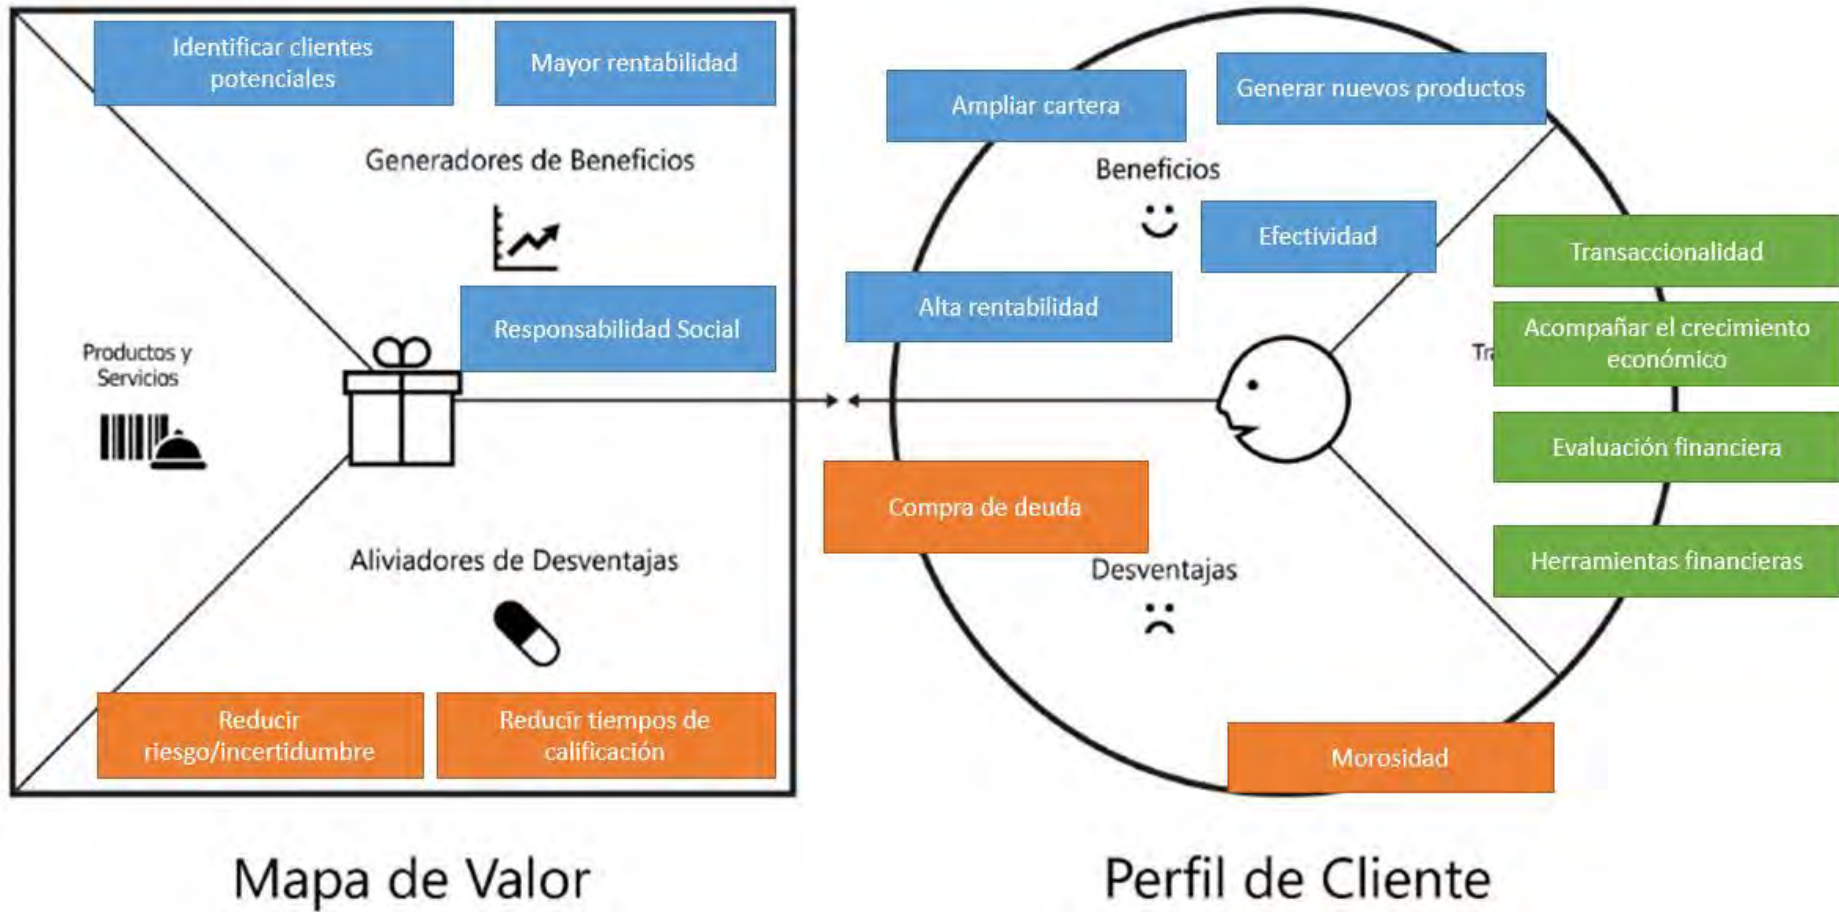 Identificar clientes
potenciales
Mayor rentabilidad
Generadores de Beneficios
Responsabilidad Social
Productos y
Servicios
Aliviadores de Desventajas
Reducir
riesgo/incertidumbre
Reducir tiempos de
calificación
Mapa de Valor
Ampliar cartera
Generar nuevos productos
Beneficios
Efectividad
Alta rentabilidad
Transaccionalidad
Acompañar el crecimiento
económico
Evaluación financiera
Herramientas financieras
Compra de deuda
Desventajas
Morosidad
Perfil de Cliente